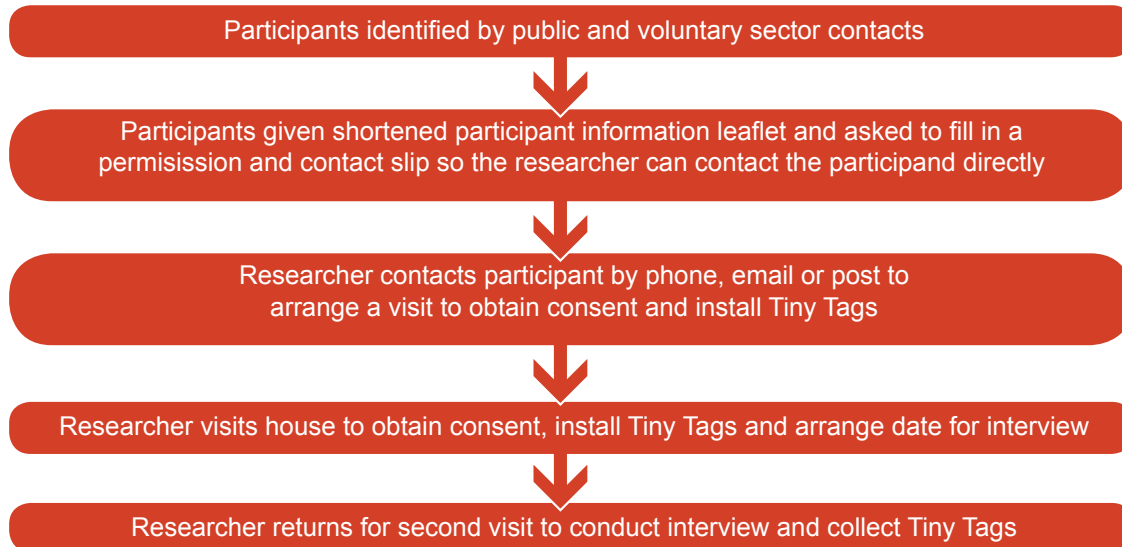 Participants identified by public and voluntary sector contacts
Participants given shortened participant information leaflet and asked to fill in a
permisission and contact slip so the researcher can contact the participand directly
Researcher contacts participant by phone, email or post to
arrange a visit to obtain consent and install Tiny Tags
Researcher visits house to obtain consent, install Tiny Tags and arrange date for interview
Researcher returns for second visit to conduct interview and collect Tiny Tags